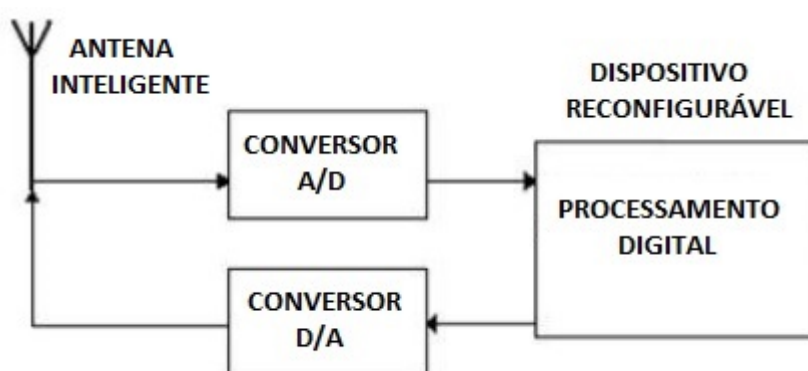 ANTENA
INTELIGENTE
DISPOSITIVO
RECONFIGURÁVEL
CONVERSOR
A/D
PROCESSAMENTO
DIGITAL
CONVERSOR
D/A